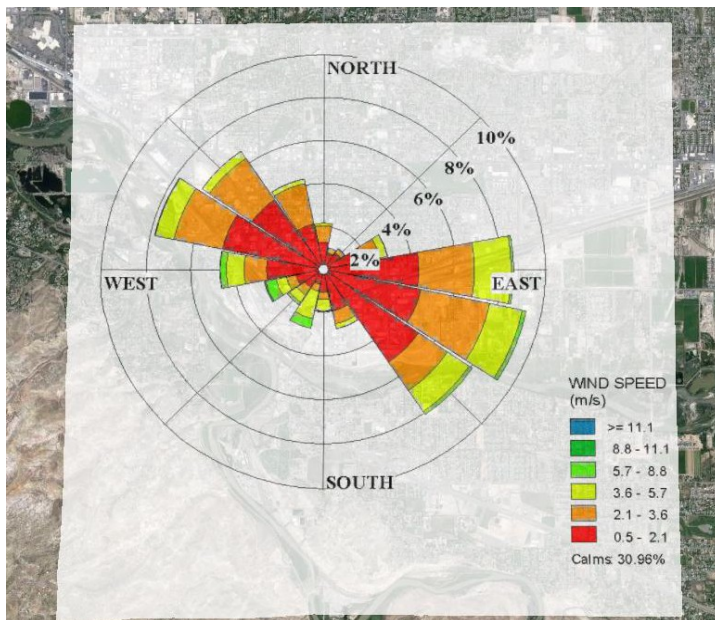 NORTH
10%
8%
6%
4%
2%
WEST
EAST
SOUTH
WIND SPEED
(m/s)
>= 11.1
8.8 - 11.1
5.7 - 8.8
3.6 - 5.7
2.1 - 3.6
0.5 - 2.1
Calms: 30.96%